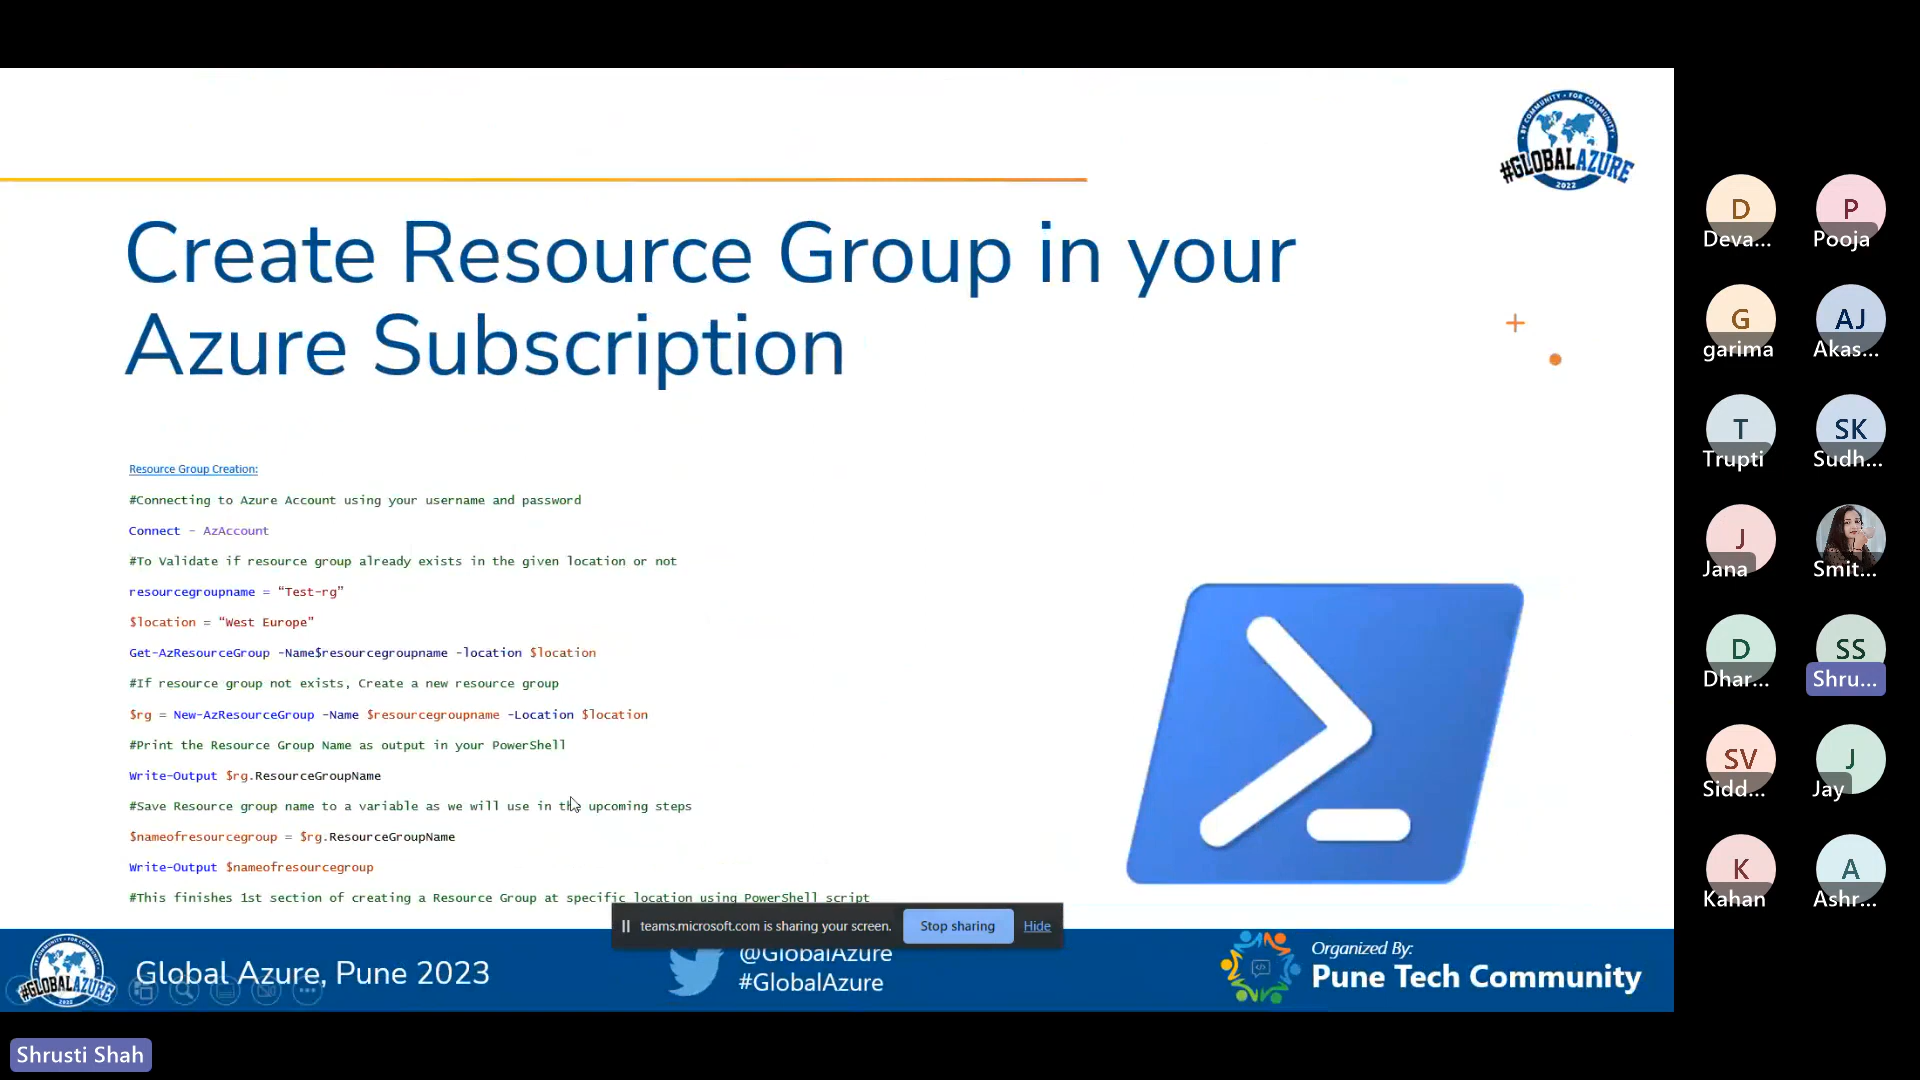 BY COMMUNITY • FOR COMMUNITY
#GLOBALAZURE
2022
Create Resource Group in your
Azure Subscription
Resource Group Creation:
#Connecting to Azure Account using your username and password
Connect - AzAccount
#To Validate if resource group already exists in the given location or not
resourcegroupname = “Test-rg”
$location = “West Europe”
Get-AzResourceGroup -Name$resourcegroupname -location $location
#If resource group not exists, Create a new resource group
$rg = New-AzResourceGroup -Name $resourcegroupname -Location $location
#Print the Resource Group Name as output in your PowerShell
Write-Output $rg.ResourceGroupName
#Save Resource group name to a variable as we will use in the upcoming steps
$nameofresourcegroup = $rg.ResourceGroupName
Write-Output $nameofresourcegroup
#This finishes 1st section of creating a Resource Group at specific location using PowerShell script
teams.microsoft.com is sharing your screen. Stop sharing Hide
#GLOBALAZURE
Global Azure, Pune 2023
@GlobalAzure
#GlobalAzure
Organized By:
Pune Tech Community
D P
Deva... Pooja
G AJ
garima Akas...
T SK
Trupti Sudh...
J
Jana Smit...
D SS
Dhar... Shru...
SV J
Sidd... Jay
K A
Kahan Ashr...
Shrusti Shah